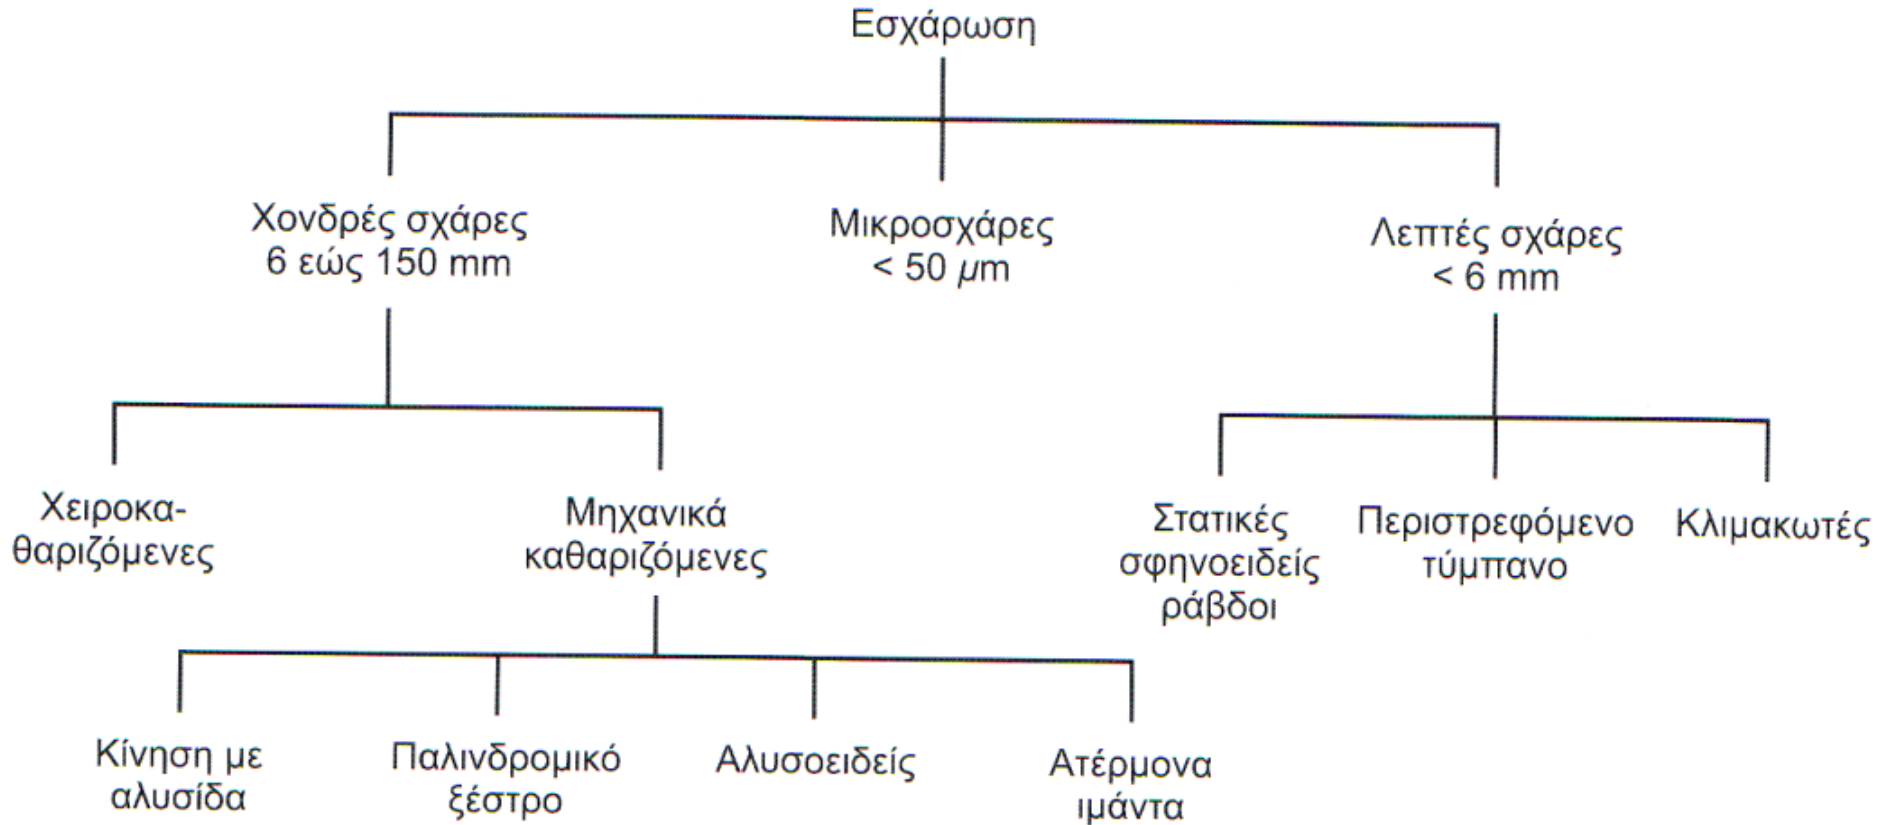 Εσχάρωση
Χονδρές σχάρες
6 εώς 150 mm
Μικροσχάρες
< 50 μm
Λεπτές σχάρες
< 6 mm
Χειροκα-
θαριζόμενες
Μηχανικά
καθαριζόμενες
Στατικές
σφηνοειδείς
ράβδοι
Περιστρεφόμενο
τύμπανο
Κλιμακωτές
Κίνηση με
αλυσίδα
Παλινδρομικό
ξέστρο
Αλυσοειδείς
Ατέρμονα
ιμάντα